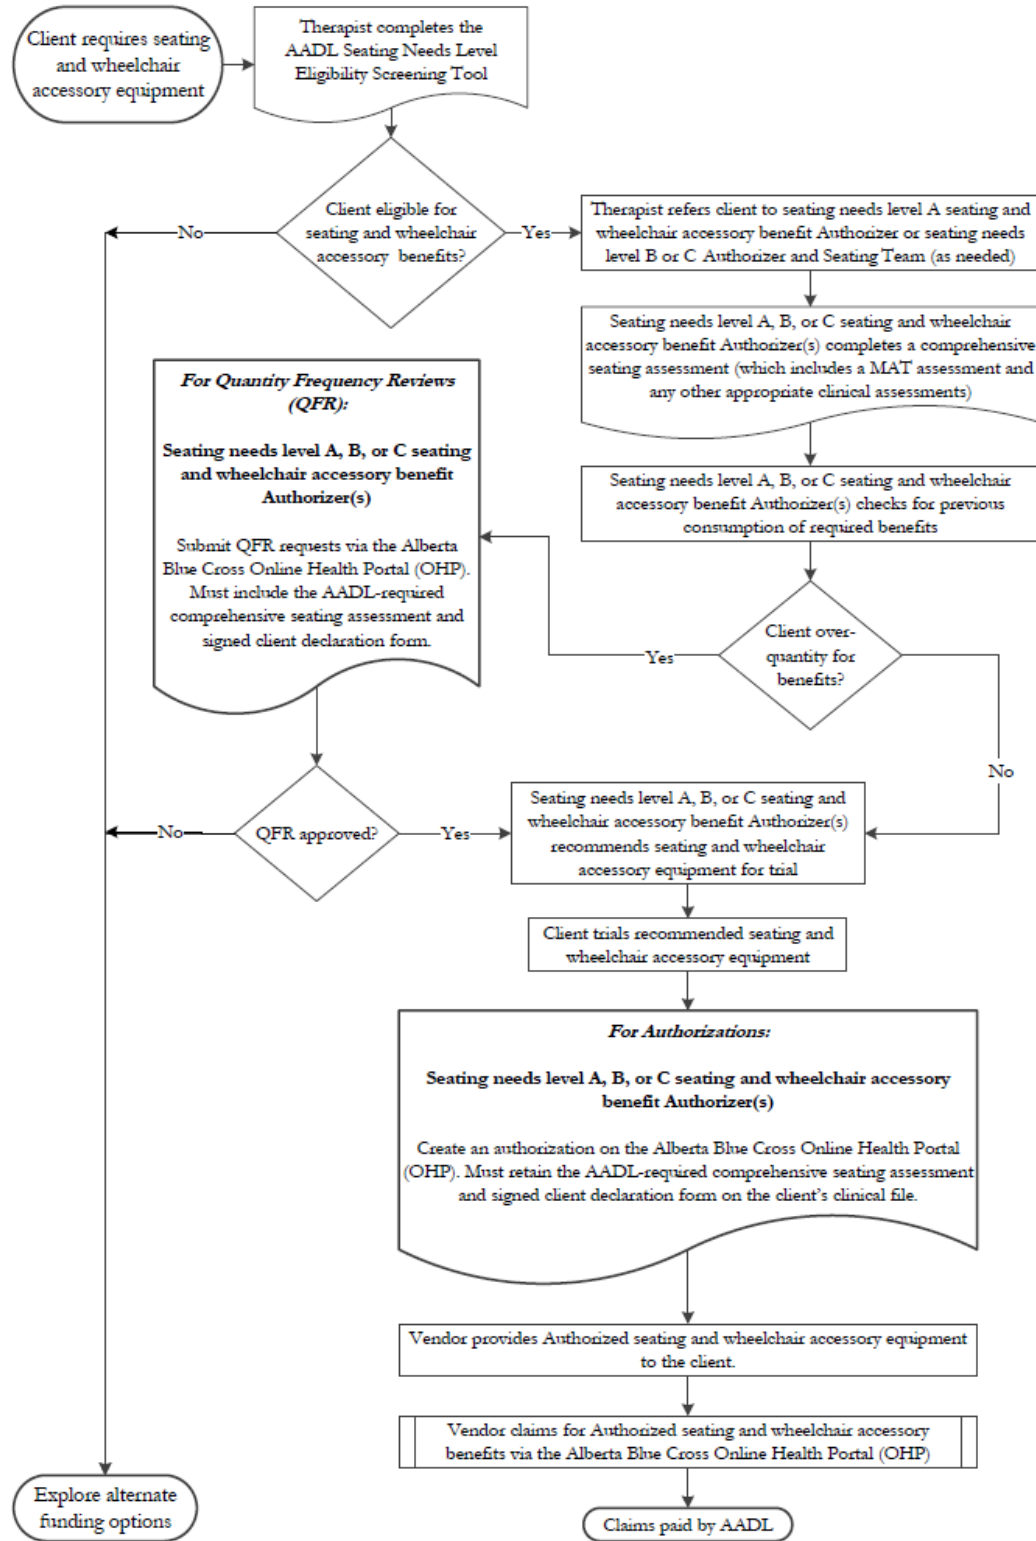 Client requires seating
and wheelchair
accessory equipment
Therapist completes the
AADL Seating Needs Level
Eligibility Screening Tool
Client eligible for
seating and wheelchair
accessory benefits?
No
Yes
Therapist refers client to seating needs level A seating and
wheelchair accessory benefit Authorizer or seating needs
level B or C Authorizer and Seating Team (as needed)
Seating needs level A, B, or C seating and wheelchair
accessory benefit Authorizer(s) completes a comprehensive
seating assessment (which includes a MAT assessment and
any other appropriate clinical assessments)
Seating needs level A, B, or C seating and wheelchair
accessory benefit Authorizer(s) checks for previous
consumption of required benefits
Client over-
quantity for
benefits?
Yes
No
For Quantity Frequency Reviews
(QFR):
Seating needs level A, B, or C seating
and wheelchair accessory benefit
Authorizer(s)
Submit QFR requests via the Alberta
Blue Cross Online Health Portal (OHP).
Must include the AADL-required
comprehensive seating assessment and
signed client declaration form.
QFR approved?
No
Yes
Seating needs level A, B, or C seating and
wheelchair accessory benefit Authorizer(s)
recommends seating and wheelchair
accessory equipment for trial
Client trials recommended seating and
wheelchair accessory equipment
For Authorizations:
Seating needs level A, B, or C seating and wheelchair accessory
benefit Authorizer(s)
Create an authorization on the Alberta Blue Cross Online Health Portal
(OHP). Must retain the AADL-required comprehensive seating assessment
and signed client declaration form on the client's clinical file.
Vendor provides Authorized seating and wheelchair accessory equipment
to the client.
Vendor claims for Authorized seating and wheelchair accessory
benefits via the Alberta Blue Cross Online Health Portal (OHP)
Explore alternate
funding options
Claims paid by AADL